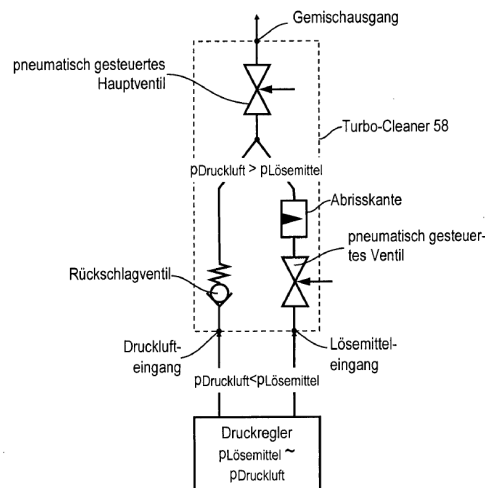 Gemischausgang
pneumatisch gesteuertes
Hauptventil
Turbo-Cleaner 58
pDruckluft > pLösemittel
Abrisskante
pneumatisch gesteuer-
tes Ventil
Rückschlagventil
Druckluft-
eingang
Lösemittel-
eingang
pDruckluft<pLösemittel
Druckregler
pLösemittel ~
pDruckluft